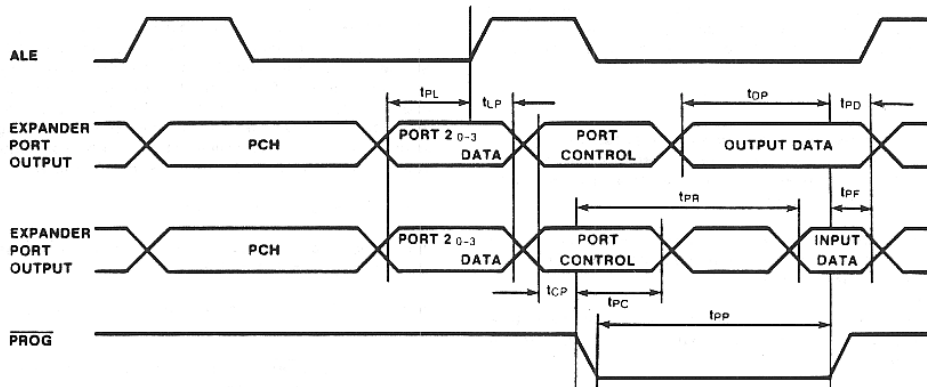 ALE
tPL
tLP
tDP
tPD
EXPANDER
PORT
OUTPUT
PCH
PORT 2 0-3
DATA
PORT
CONTROL
OUTPUT DATA
tPR
tPF
EXPANDER
PORT
OUTPUT
PCH
PORT 2 0-3
DATA
PORT
CONTROL
INPUT
DATA
tCP
tPC
tPP
PROG